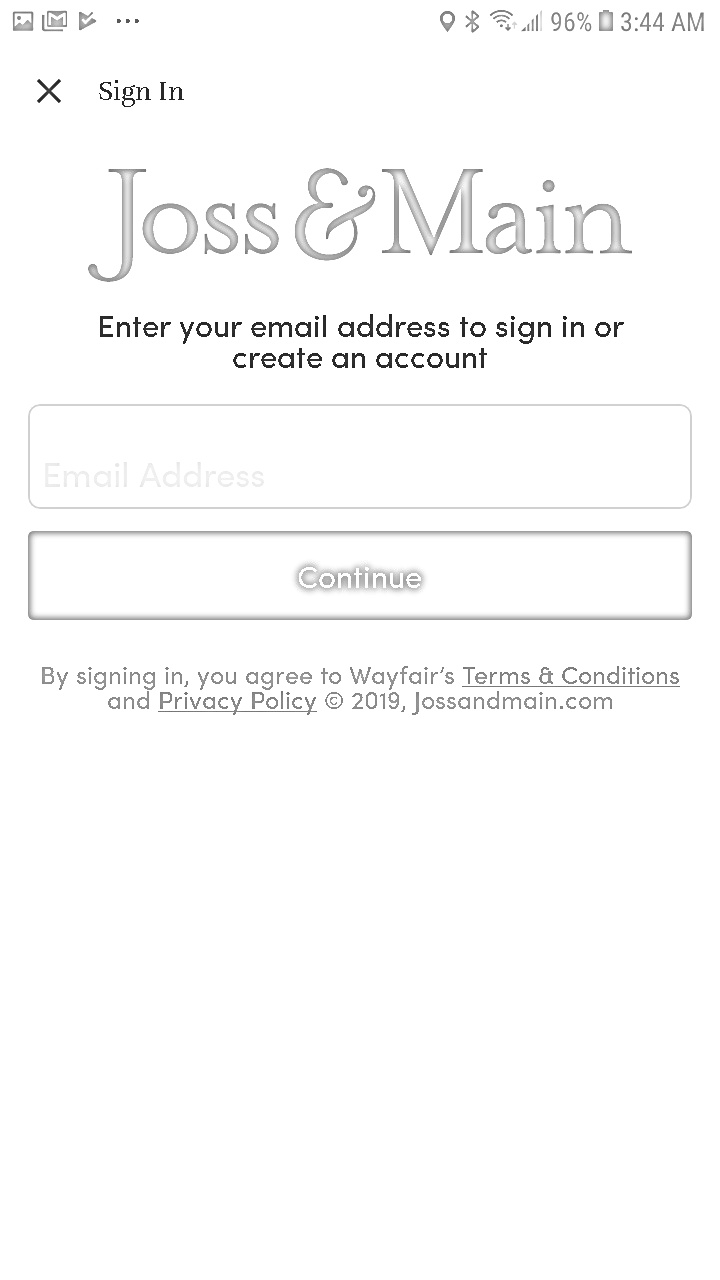 96% 3:44 AM
Sign In
Joss & Main
Enter your email address to sign in or
create an account
Email Address
Continue
By signing in, you agree to Wayfair's Terms & Conditions
and Privacy Policy © 2019, Jossandmain.com